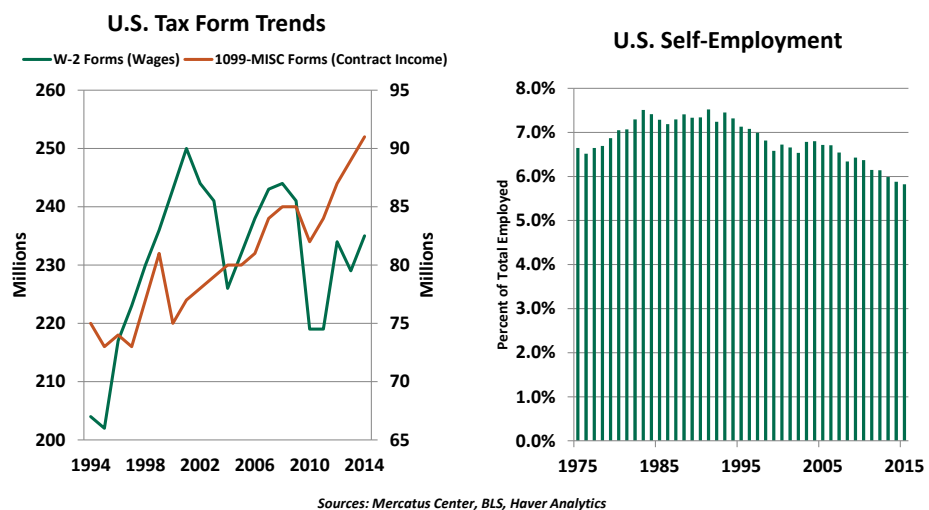 U.S. Tax Form Trends
W-2 Forms (Wages)
1099-MISC Forms (Contract Income)
260
250
240
230
220
210
200
Millions
95
90
85
80
75
70
65
Millions
1994 1998 2002 2006 2010 2014
U.S. Self-Employment
8.0%
7.0%
6.0%
5.0%
4.0%
3.0%
2.0%
1.0%
0.0%
Percent of Total Employed
1975 1985 1995 2005 2015
Sources: Mercatus Center, BLS, Haver Analytics